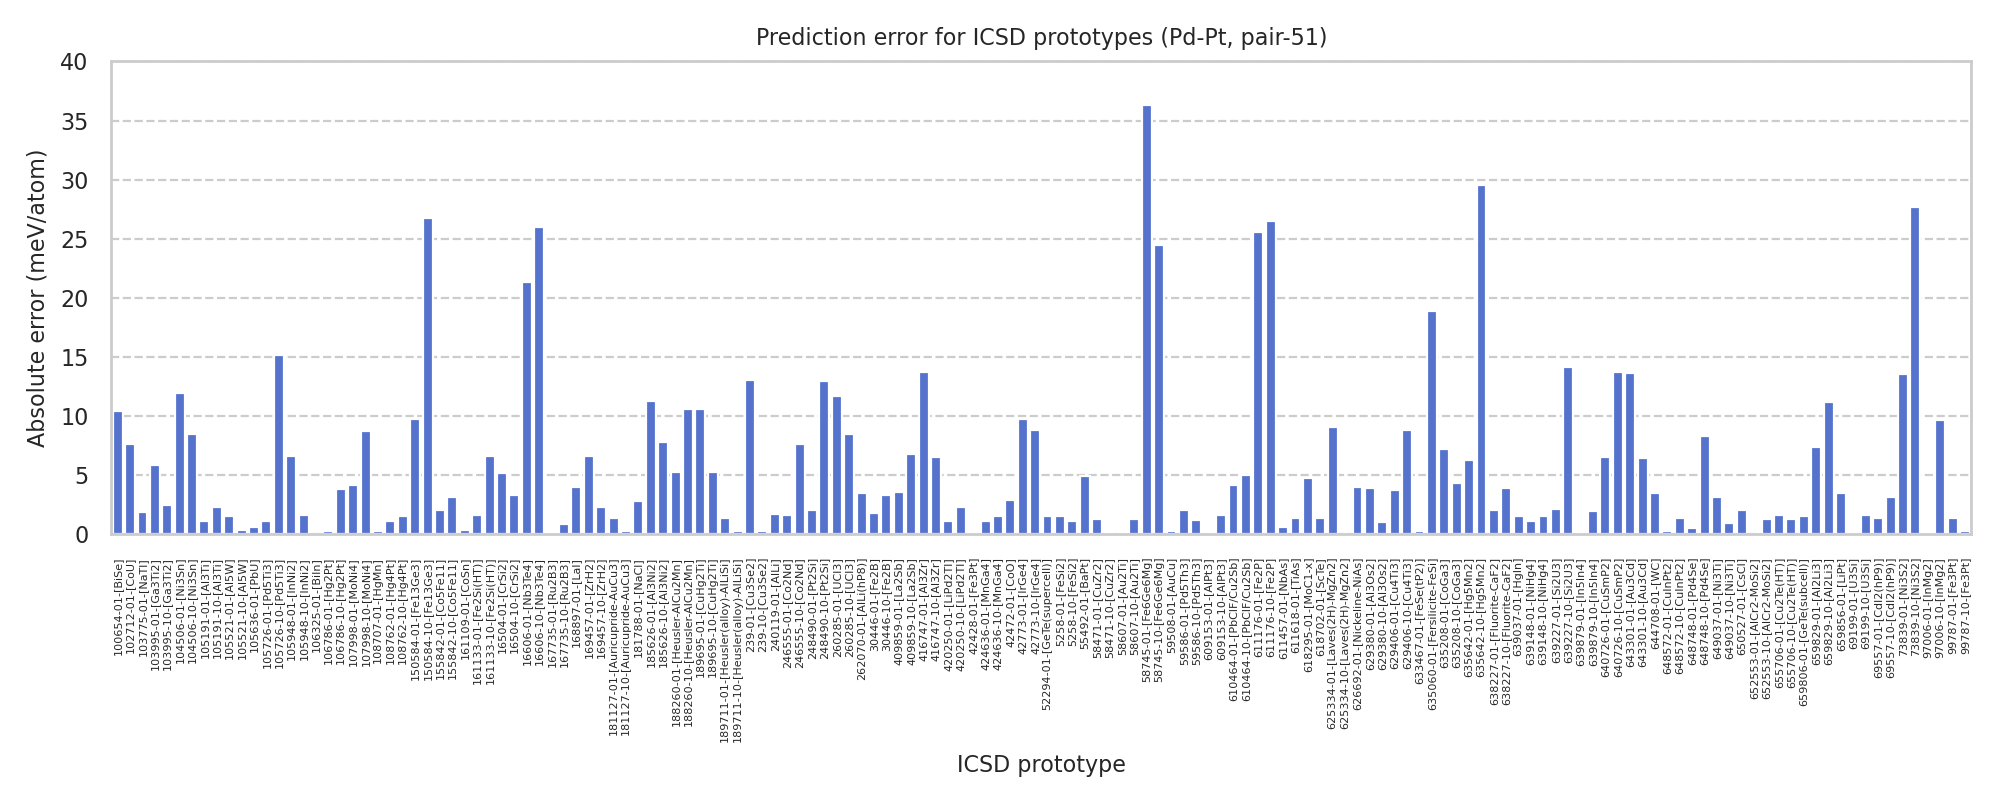 Prediction error for ICSD prototypes (Pd-Pt, pair-51)
Absolute error (meV/atom)
40
35
30
25
20
15
10
5
0
100654-01-[BiSe]
102712-01-[CoU]
103775-01-[NaTl]
103995-01-[Ga3Ti2]
103995-10-[Ga3Ti2]
104506-01-[Ni3Sn]
104506-10-[Ni3Sn]
105191-01-[Al3Ti]
105191-10-[Al3Ti]
105521-01-[Al5W]
105521-10-[Al5W]
105636-01-[PbU]
105726-01-[Pd5Ti3]
105726-10-[Pd5Ti3]
105948-01-[InNi2]
105948-10-[InNi2]
106325-01-[BiIn]
106786-01-[Hg2Pt]
106786-10-[Hg2Pt]
107998-01-[MoNi4]
107998-10-[MoNi4]
108707-01-[HgMn]
108762-01-[Hg4Pt]
108762-10-[Hg4Pt]
150584-01-[Fe13Ge3]
150584-10-[Fe13Ge3]
155842-01-[Co5Fe11]
155842-10-[Co5Fe11]
161109-01-[CoSn]
161133-01-[Fe2Si(HT)]
161133-10-[Fe2Si(HT)]
16504-01-[CrSi2]
16504-10-[CrSi2]
16606-01-[Nb3Te4]
16606-10-[Nb3Te4]
167735-01-[Ru2B3]
167735-10-[Ru2B3]
168897-01-[LaI]
169457-01-[ZrH2]
169457-10-[ZrH2]
181127-01-[Auricupride-AuCu3]
181127-10-[Auricupride-AuCu3]
181788-01-[NaCl]
185626-01-[Al3Ni2]
185626-10-[Al3Ni2]
188260-01-[Heusler-AlCu2Mn]
188260-10-[Heusler-AlCu2Mn]
189695-01-[CuHg2Ti]
189695-10-[CuHg2Ti]
189711-01-[Heusler(alloy)-AlLiSi]
189711-10-[Heusler(alloy)-AlLiSi]
239-01-[Cu3Se2]
239-10-[Cu3Se2]
240119-01-[AlLi]
246555-01-[Co2Nd]
246555-10-[Co2Nd]
248490-01-[Pt2Si]
248490-10-[Pt2Si]
260285-01-[UCl3]
260285-10-[UCl3]
262070-01-[AlLi(hP8)]
30446-01-[Fe2B]
30446-10-[Fe2B]
409859-01-[La2Sb]
409859-10-[La2Sb]
416747-01-[Al3Zr]
416747-10-[Al3Zr]
420250-01-[LiPd2Tl]
420250-10-[LiPd2Tl]
42428-01-[Fe3Pt]
424636-01-[MnGa4]
424636-10-[MnGa4]
42472-01-[CoO]
42773-01-[IrGe4]
42773-10-[IrGe4]
52294-01-[GeTe(supercell)]
5258-01-[FeSi2]
5258-10-[FeSi2]
55492-01-[BaPt]
58471-01-[CuZr2]
58471-10-[CuZr2]
58607-01-[Au2Ti]
58607-10-[Au2Ti]
58745-01-[Fe6Ge6Mg]
58745-10-[Fe6Ge6Mg]
59508-01-[AuCu]
59586-01-[Pd5Th3]
59586-10-[Pd5Th3]
609153-01-[AlPt3]
609153-10-[AlPt3]
610464-01-[PbClF/Cu2Sb]
610464-10-[PbClF/Cu2Sb]
611176-01-[Fe2P]
611176-10-[Fe2P]
611457-01-[NbAs]
611618-01-[TiAs]
618295-01-[MoC1-x]
618702-01-[ScTe]
625334-01-[Laves(2H)-MgZn2]
625334-10-[Laves(2H)-MgZn2]
626692-01-[Nickeline-NiAs]
629380-01-[Al3Os2]
629380-10-[Al3Os2]
629406-01-[Cu4Ti3]
629406-10-[Cu4Ti3]
633467-01-[FeSe(tP2)]
635060-01-[Fersilicite-FeSi]
635208-01-[CoGa3]
635208-10-[CoGa3]
635642-01-[Hg5Mn2]
635642-10-[Hg5Mn2]
638227-01-[Fluorite-CaF2]
638227-10-[Fluorite-CaF2]
639037-01-[HgIn]
639148-01-[NiHg4]
639148-10-[NiHg4]
639227-01-[Si2U3]
639227-10-[Si2U3]
639879-01-[In5In4]
639879-10-[In5In4]
640726-01-[CuSmP2]
640726-10-[CuSmP2]
643301-01-[Au3Cd]
643301-10-[Au3Cd]
644708-01-[WC]
648572-01-[CuInPt2]
648572-10-[CuInPt2]
648748-01-[Pd4Se]
648748-10-[Pd4Se]
649037-01-[Ni3Ti]
649037-10-[Ni3Ti]
650527-01-[CsCl]
652553-01-[AlCr2-MoSi2]
652553-10-[AlCr2-MoSi2]
655706-01-[Cu2Te(HT)]
655706-10-[Cu2Te(HT)]
659806-01-[GeTe(subcell)]
659829-01-[Al2Li3]
659829-10-[Al2Li3]
659856-01-[LiPt]
69199-01-[U3Si]
69199-10-[U3Si]
69557-01-[CdI2(hP9)]
69557-10-[CdI2(hP9)]
73839-01-[Ni3S2]
73839-10-[Ni3S2]
97006-01-[InMg2]
97006-10-[InMg2]
99787-01-[Fe3Pt]
99787-10-[Fe3Pt]
ICSD prototype